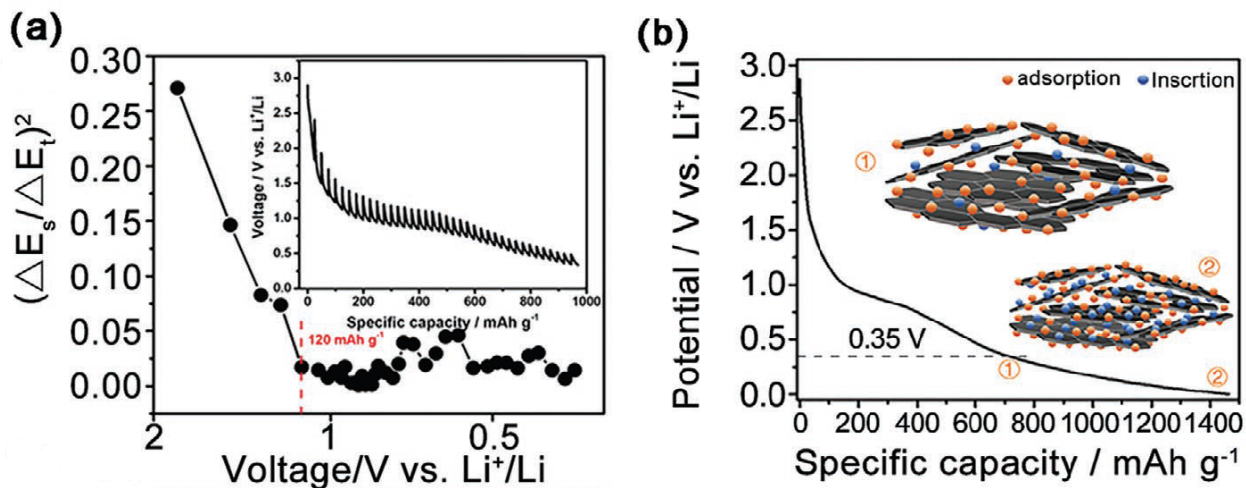 (a)
0.30
0.25
0.20
0.15
0.10
0.05
0.00
(△Es/△Et)²
2
1
0.5
Voltage/V vs. Li⁺/Li
120 mAh g⁻¹
3.0
2.5
2.0
1.5
1.0
0.5
0.0
Voltage / V vs. Li⁺/Li
0 200 400 600 800 1000
Specific capacity / mAh g⁻¹
(b)
3.0
2.5
2.0
1.5
1.0
0.5
0.0
Potential / V vs. Li⁺/Li
adsorption Inscrtion
①
②
0.35 V
①
②
0 200 400 600 800 1000 1200 1400
Specific capacity / mAh g⁻¹